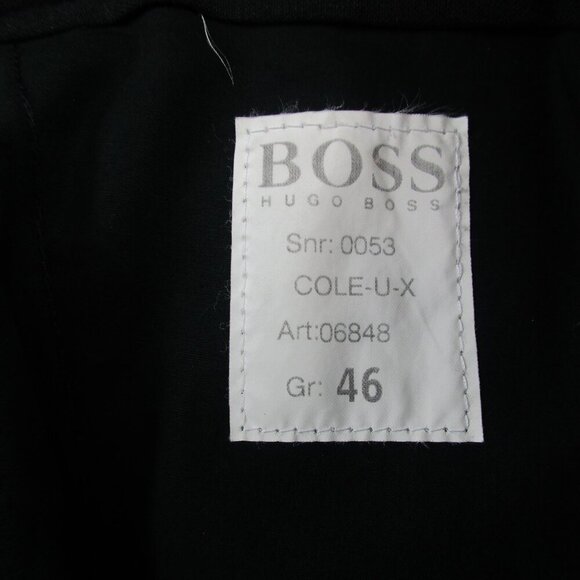 BOSS
HUGO BOSS
Snr: 0053
COLE-U-X
Art:06848
Gr: 46